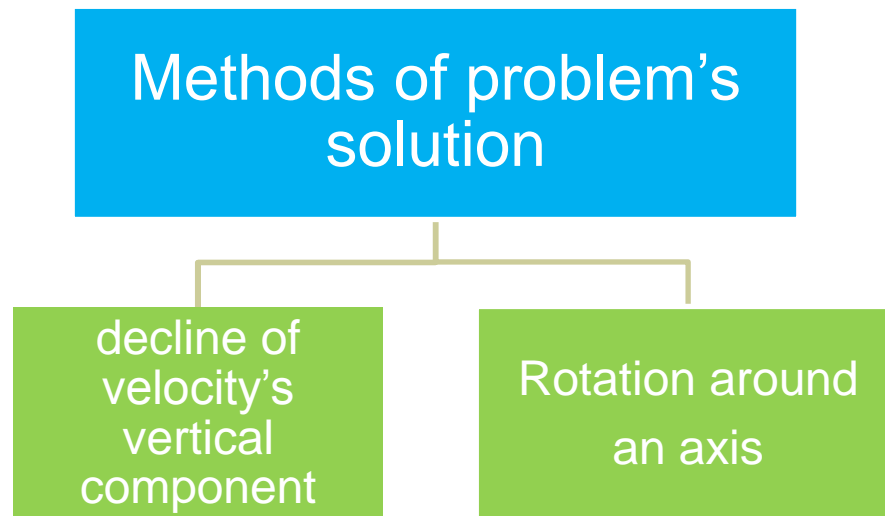 Methods of problem’s
solution
decline of
velocity’s
vertical
component
Rotation around
an axis